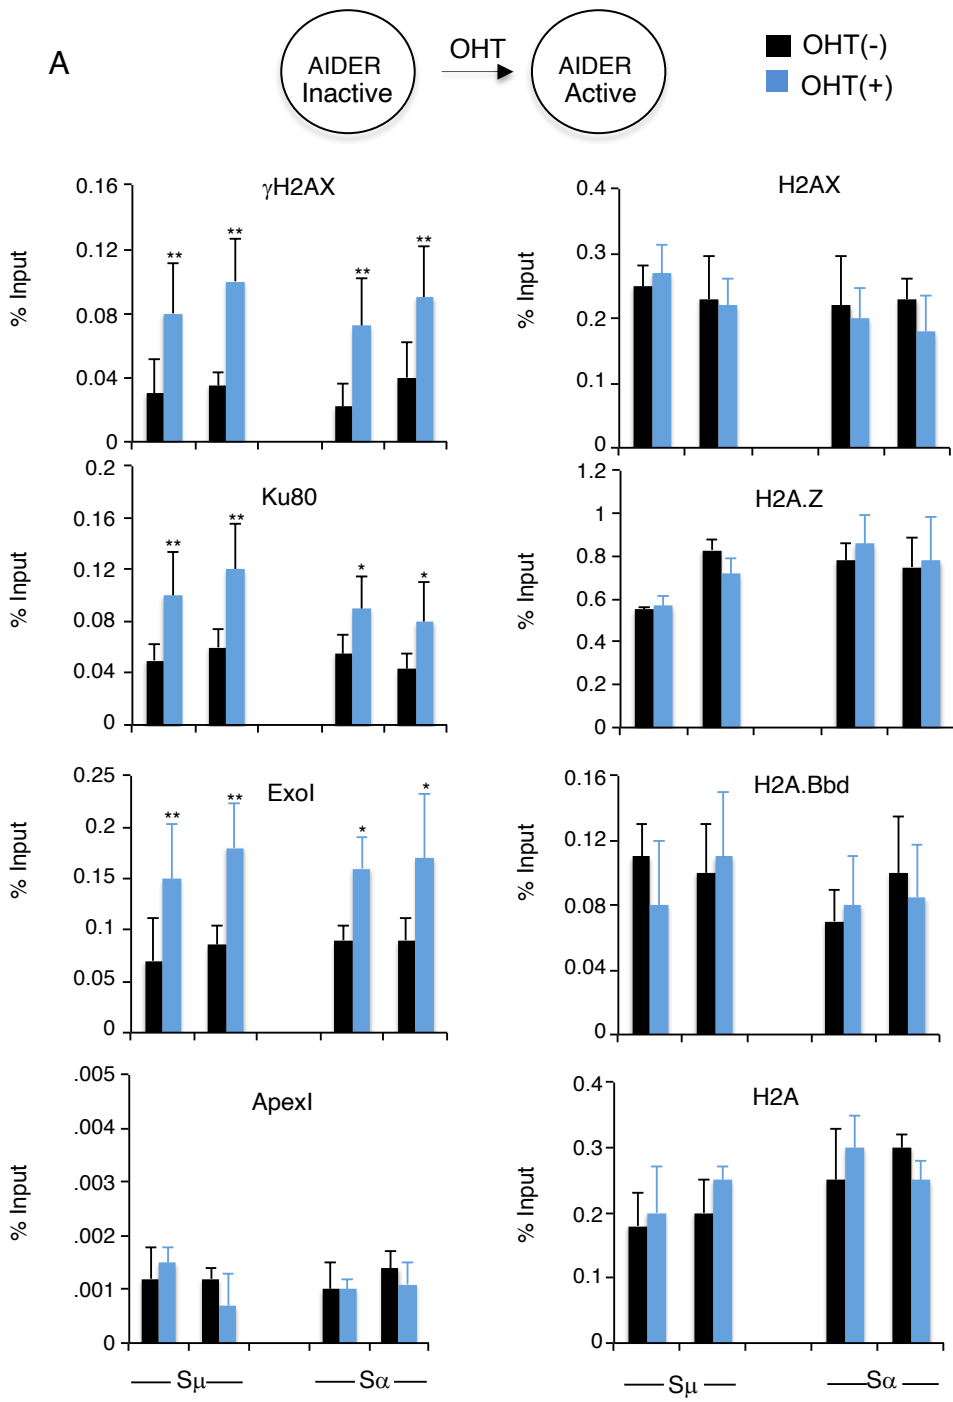 A
AIDER
Inactive
OHT
AIDER
Active
OHT(-)
OHT(+)
γH2AX
% Input
0.16
0.12
0.08
0.04
0
**
**
**
**
H2AX
% Input
0.4
0.3
0.2
0.1
0
Ku80
% Input
0.2
0.16
0.12
0.08
0.04
0
**
**
*
*
H2A.Z
% Input
1.2
1
0.8
0.6
0.4
0.2
0
ExoI
% Input
0.25
0.2
0.15
0.1
0.05
0
**
**
*
*
H2A.Bbd
% Input
0.16
0.12
0.08
0.04
0
ApexI
% Input
.005
.004
.003
.002
.001
0
H2A
% Input
0.4
0.3
0.2
0.1
0
Sμ
Sα
Sμ
Sα